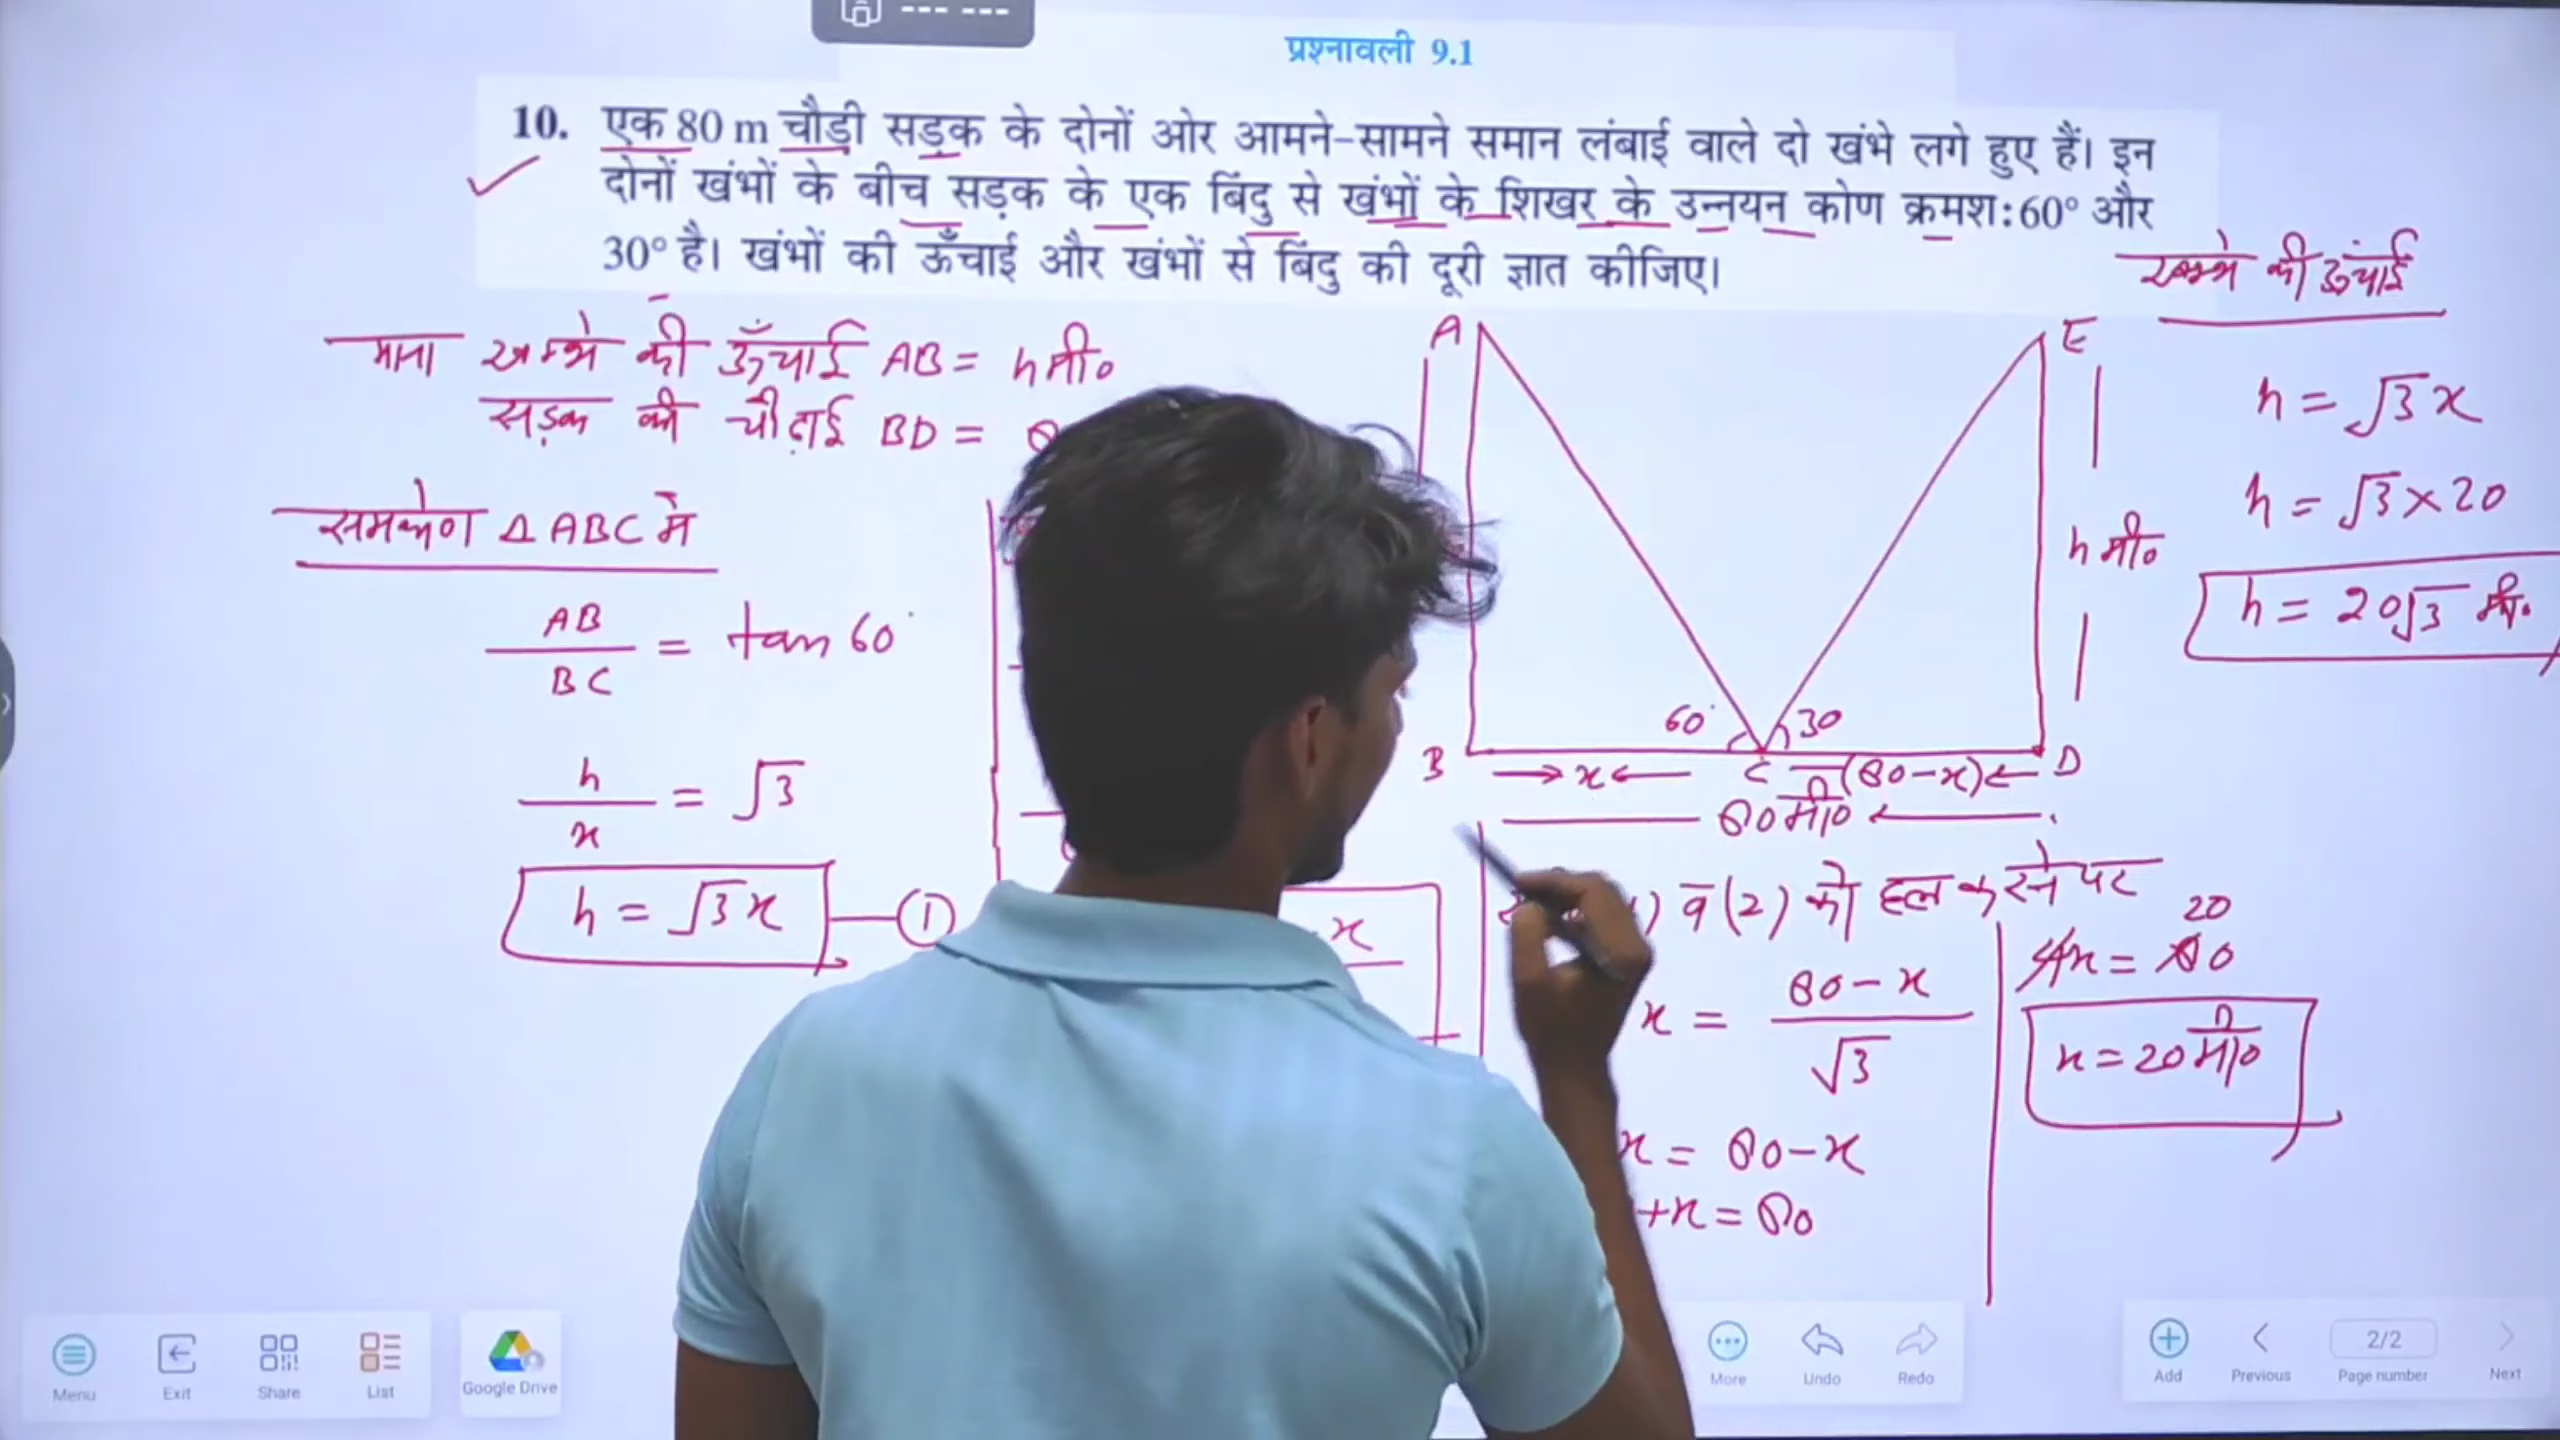 प्रश्नावली 9.1
10. एक 80 m चौड़ी सड़क के दोनों ओर आमने-सामने समान लंबाई वाले दो खंभे लगे हुए हैं। इन
दोनों खंभों के बीच सड़क के एक बिंदु से खंभों के शिखर के उन्नयन कोण क्रमश: 60° और
30° है। खंभों की ऊँचाई और खंभों से बिंदु की दूरी ज्ञात कीजिए।
माना खम्भे की ऊँचाई AB = h मी०
सड़क की चौढ़ाई BD =
समकोण Δ ABC में
AB
BC
= tan 60°
h
x
= √3
h = √3x
1
x
A
E
h मी०
60°
30
B
x
C
(80-x)
D
80 मी०
व (2) को हल करने पर
x = 80-x
√3
x = 80-x
+x = 80
20
4x = 80
x = 20 मी०
खम्भे की ऊंचाई
h = √3x
h = √3 × 20
h = 20√3 मी०
Menu
Exit
Share
List
Google Drive
More
Undo
Redo
Add
Previous
2/2
Page number
Next